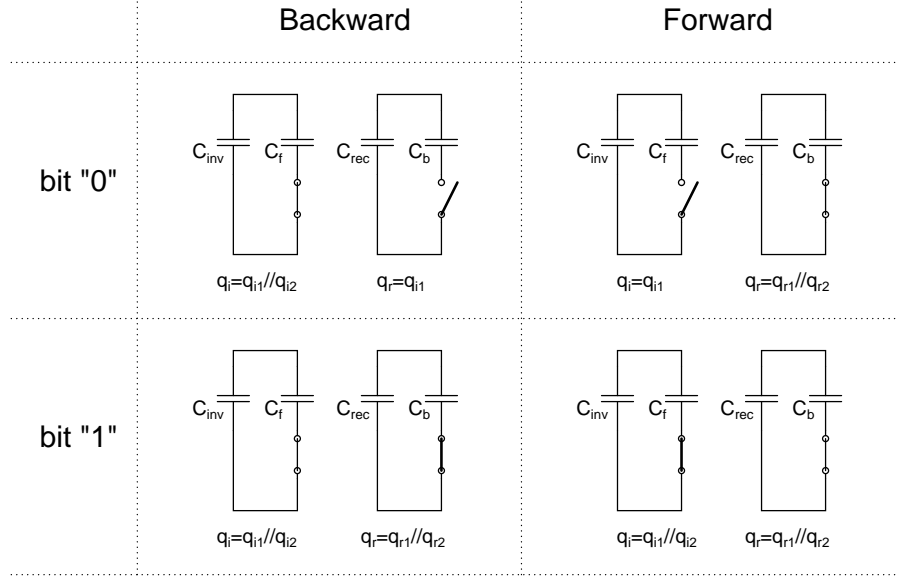 Backward Forward
bit "0"
C_inv C_f C_rec C_b C_inv C_f C_rec C_b
q_i=q_i1//q_i2 q_r=q_i1 q_i=q_i1 q_r=q_r1//q_r2
bit "1"
C_inv C_f C_rec C_b C_inv C_f C_rec C_b
q_i=q_i1//q_i2 q_r=q_r1//q_r2 q_i=q_i1//q_i2 q_r=q_r1//q_r2